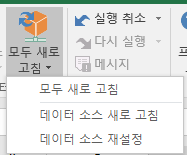 모두 새로
고침
실행 취소
다시 실행
메시지
모두 새로 고침
데이터 소스 새로 고침
데이터 소스 재설정